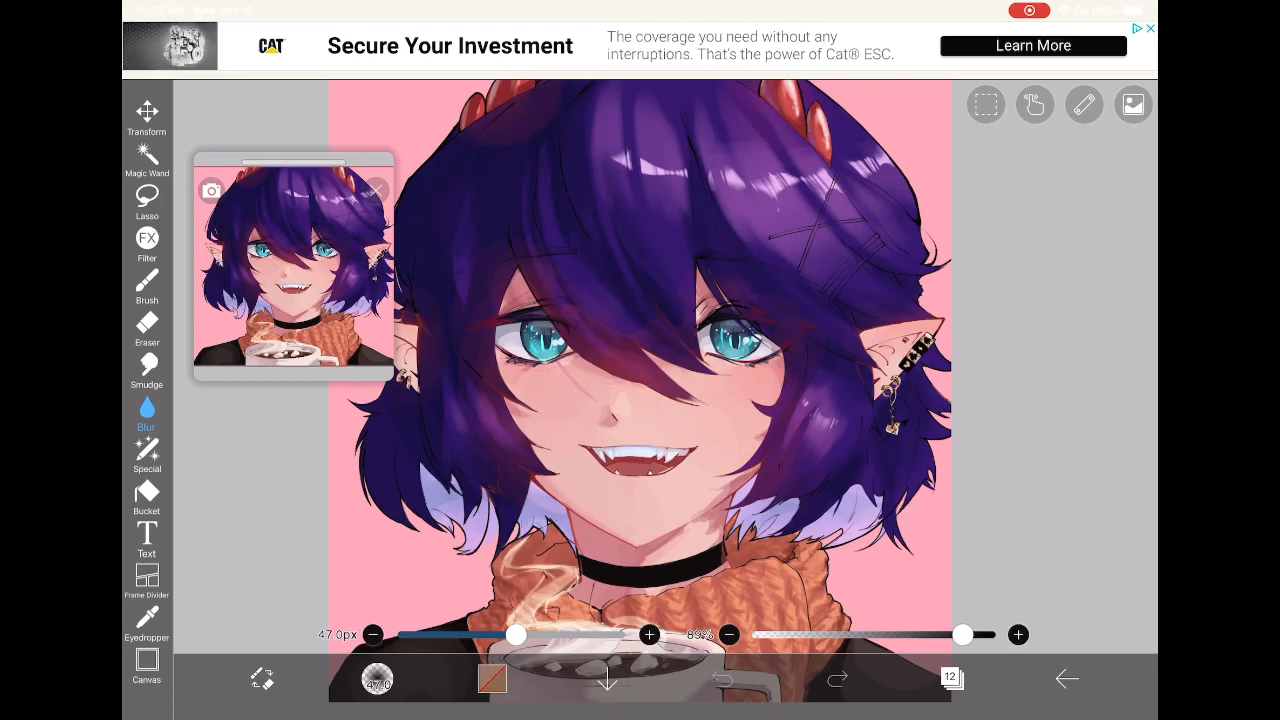 CAT
Secure Your Investment
The coverage you need without any
interruptions. That's the power of Cat® ESC.
Learn More
Transform
Magic Wand
Lasso
FX
Filter
Brush
Eraser
Smudge
Blur
Special
Bucket
T
Text
Frame Divider
Eyedropper
Canvas
47.0px
89%
47.0
12